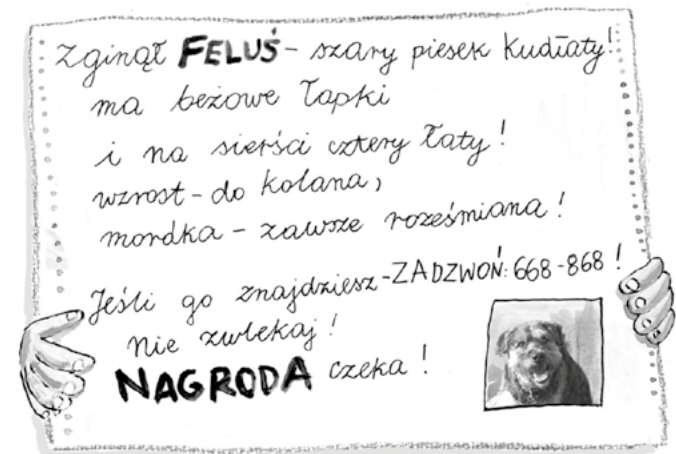 Zginął FELUŚ - szary piesek kudłaty!
ma beżowe łapki
i na sierści cztery łaty!
wzrost - do kolana,
mordka - zawsze roześmiana!
Jeśli go znajdziesz - ZADZWOŃ: 668-868!
Nie zwlekaj!
NAGRODA czeka!